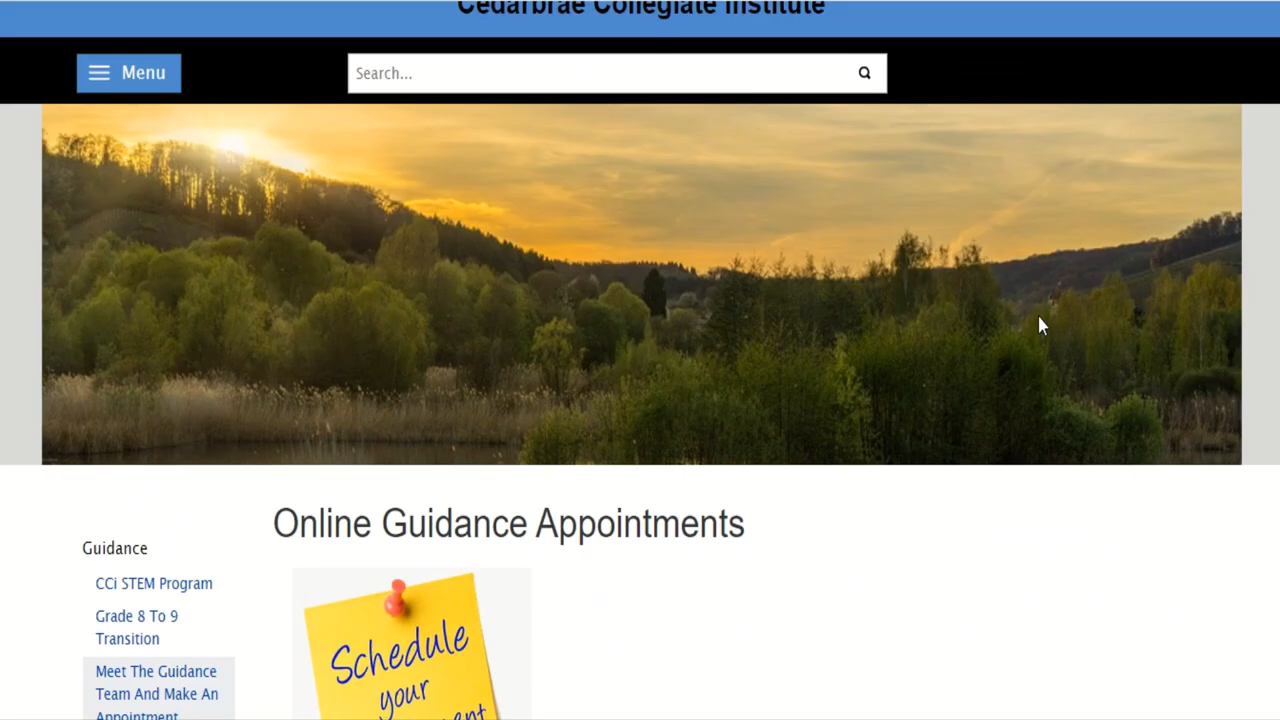 Cedarbrae Collegiate Institute
Menu
Search...
Online Guidance Appointments
Guidance
CCi STEM Program
Grade 8 To 9
Transition
Meet The Guidance
Team And Make An
Appointment
Schedule
your